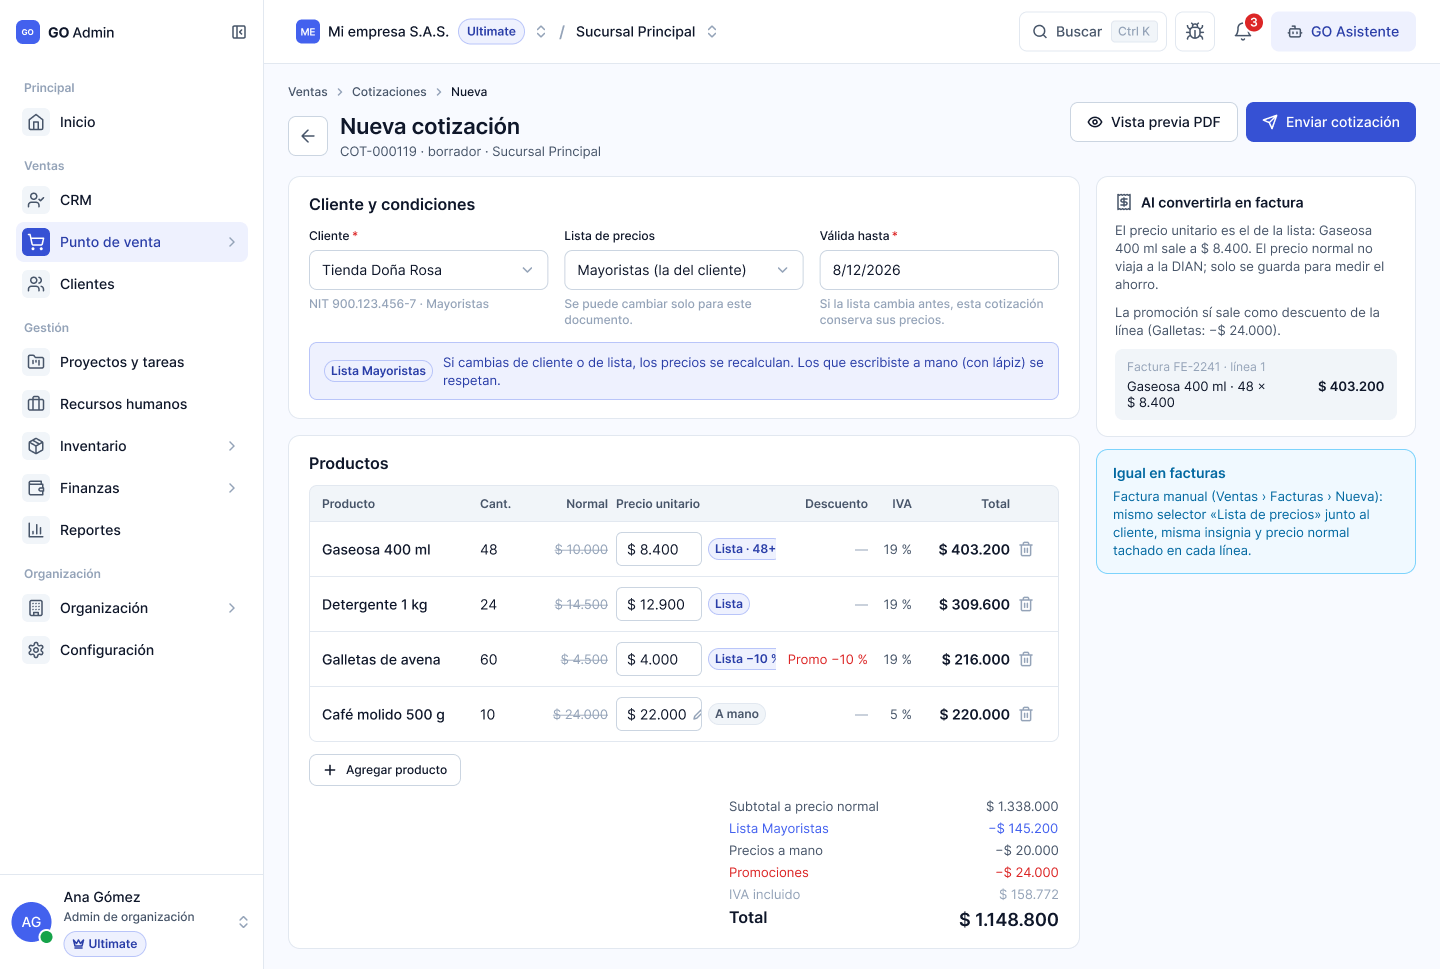 GO
GO Admin
Principal
Inicio
Ventas
CRM
Punto de venta
Clientes
Gestión
Proyectos y tareas
Recursos humanos
Inventario
Finanzas
Reportes
Organización
Organización
Configuración
AG
Ana Gómez
Admin de organización
Ultimate
ME
Mi empresa S.A.S.
Ultimate
/
Sucursal Principal
Buscar
Ctrl K
3
GO Asistente
Ventas > Cotizaciones > Nueva
Nueva cotización
COT-000119 · borrador · Sucursal Principal
Vista previa PDF
Enviar cotización
Cliente y condiciones
Cliente *
Tienda Doña Rosa
NIT 900.123.456-7 · Mayoristas
Lista de precios
Mayoristas (la del cliente)
Se puede cambiar solo para este
documento.
Válida hasta *
8/12/2026
Si la lista cambia antes, esta cotización
conserva sus precios.
Lista Mayoristas
Si cambias de cliente o de lista, los precios se recalculan. Los que escribiste a mano (con lápiz) se
respetan.
Productos
Producto Cant. Normal Precio unitario Descuento IVA Total
Gaseosa 400 ml 48 $ 10.000 $ 8.400 Lista · 48+ — 19 % $ 403.200
Detergente 1 kg 24 $ 14.500 $ 12.900 Lista — 19 % $ 309.600
Galletas de avena 60 $ 4.500 $ 4.000 Lista −10 % Promo −10 % 19 % $ 216.000
Café molido 500 g 10 $ 24.000 $ 22.000 A mano — 5 % $ 220.000
Agregar producto
Subtotal a precio normal $ 1.338.000
Lista Mayoristas −$ 145.200
Precios a mano −$ 20.000
Promociones −$ 24.000
IVA incluido $ 158.772
Total $ 1.148.800
Al convertirla en factura
El precio unitario es el de la lista: Gaseosa
400 ml sale a $ 8.400. El precio normal no
viaja a la DIAN; solo se guarda para medir el
ahorro.
La promoción sí sale como descuento de la
línea (Galletas: −$ 24.000).
Factura FE-2241 · línea 1
Gaseosa 400 ml · 48 ×
$ 8.400
$ 403.200
Igual en facturas
Factura manual (Ventas › Facturas › Nueva):
mismo selector «Lista de precios» junto al
cliente, misma insignia y precio normal
tachado en cada línea.